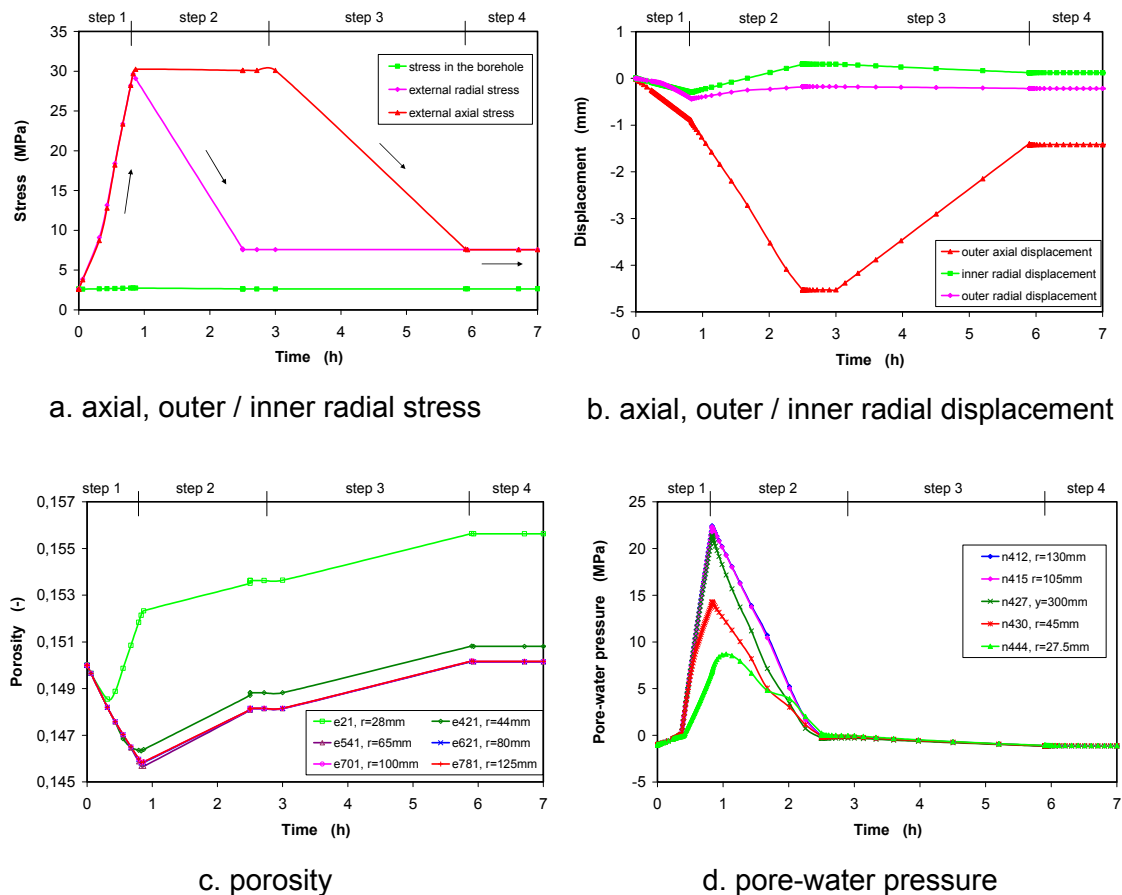 step 1 step 2 step 3 step 4
35
30
25
20
15
10
5
0
Stress (MPa)
stress in the borehole
external radial stress
external axial stress
0 1 2 3 4 5 6 7
Time (h)
a. axial, outer / inner radial stress
step 1 step 2 step 3 step 4
1
0
-1
-2
-3
-4
-5
Displacement (mm)
outer axial displacement
inner radial displacement
outer radial displacement
0 1 2 3 4 5 6 7
Time (h)
b. axial, outer / inner radial displacement
step 1 step 2 step 3 step 4
0,157
0,155
0,153
0,151
0,149
0,147
0,145
Porosity (-)
e21, r=28mm e421, r=44mm
e541, r=65mm e621, r=80mm
e701, r=100mm e781, r=125mm
0 1 2 3 4 5 6 7
Time (h)
c. porosity
step 1 step 2 step 3 step 4
25
20
15
10
5
0
-5
Pore-water pressure (MPa)
n412, r=130mm
n415 r=105mm
n427, y=300mm
n430, r=45mm
n444, r=27.5mm
0 1 2 3 4 5 6 7
Time (h)
d. pore-water pressure